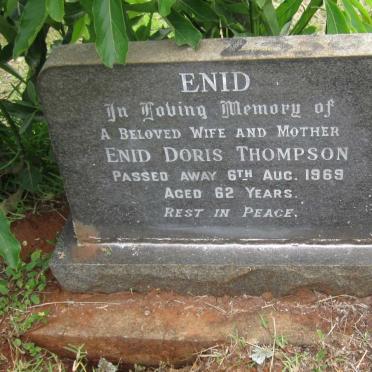 ENID
In Loving Memory of
A BELOVED WIFE AND MOTHER
ENID DORIS THOMPSON
PASSED AWAY 6TH AUG. 1969
AGED 62 YEARS.
REST IN PEACE.